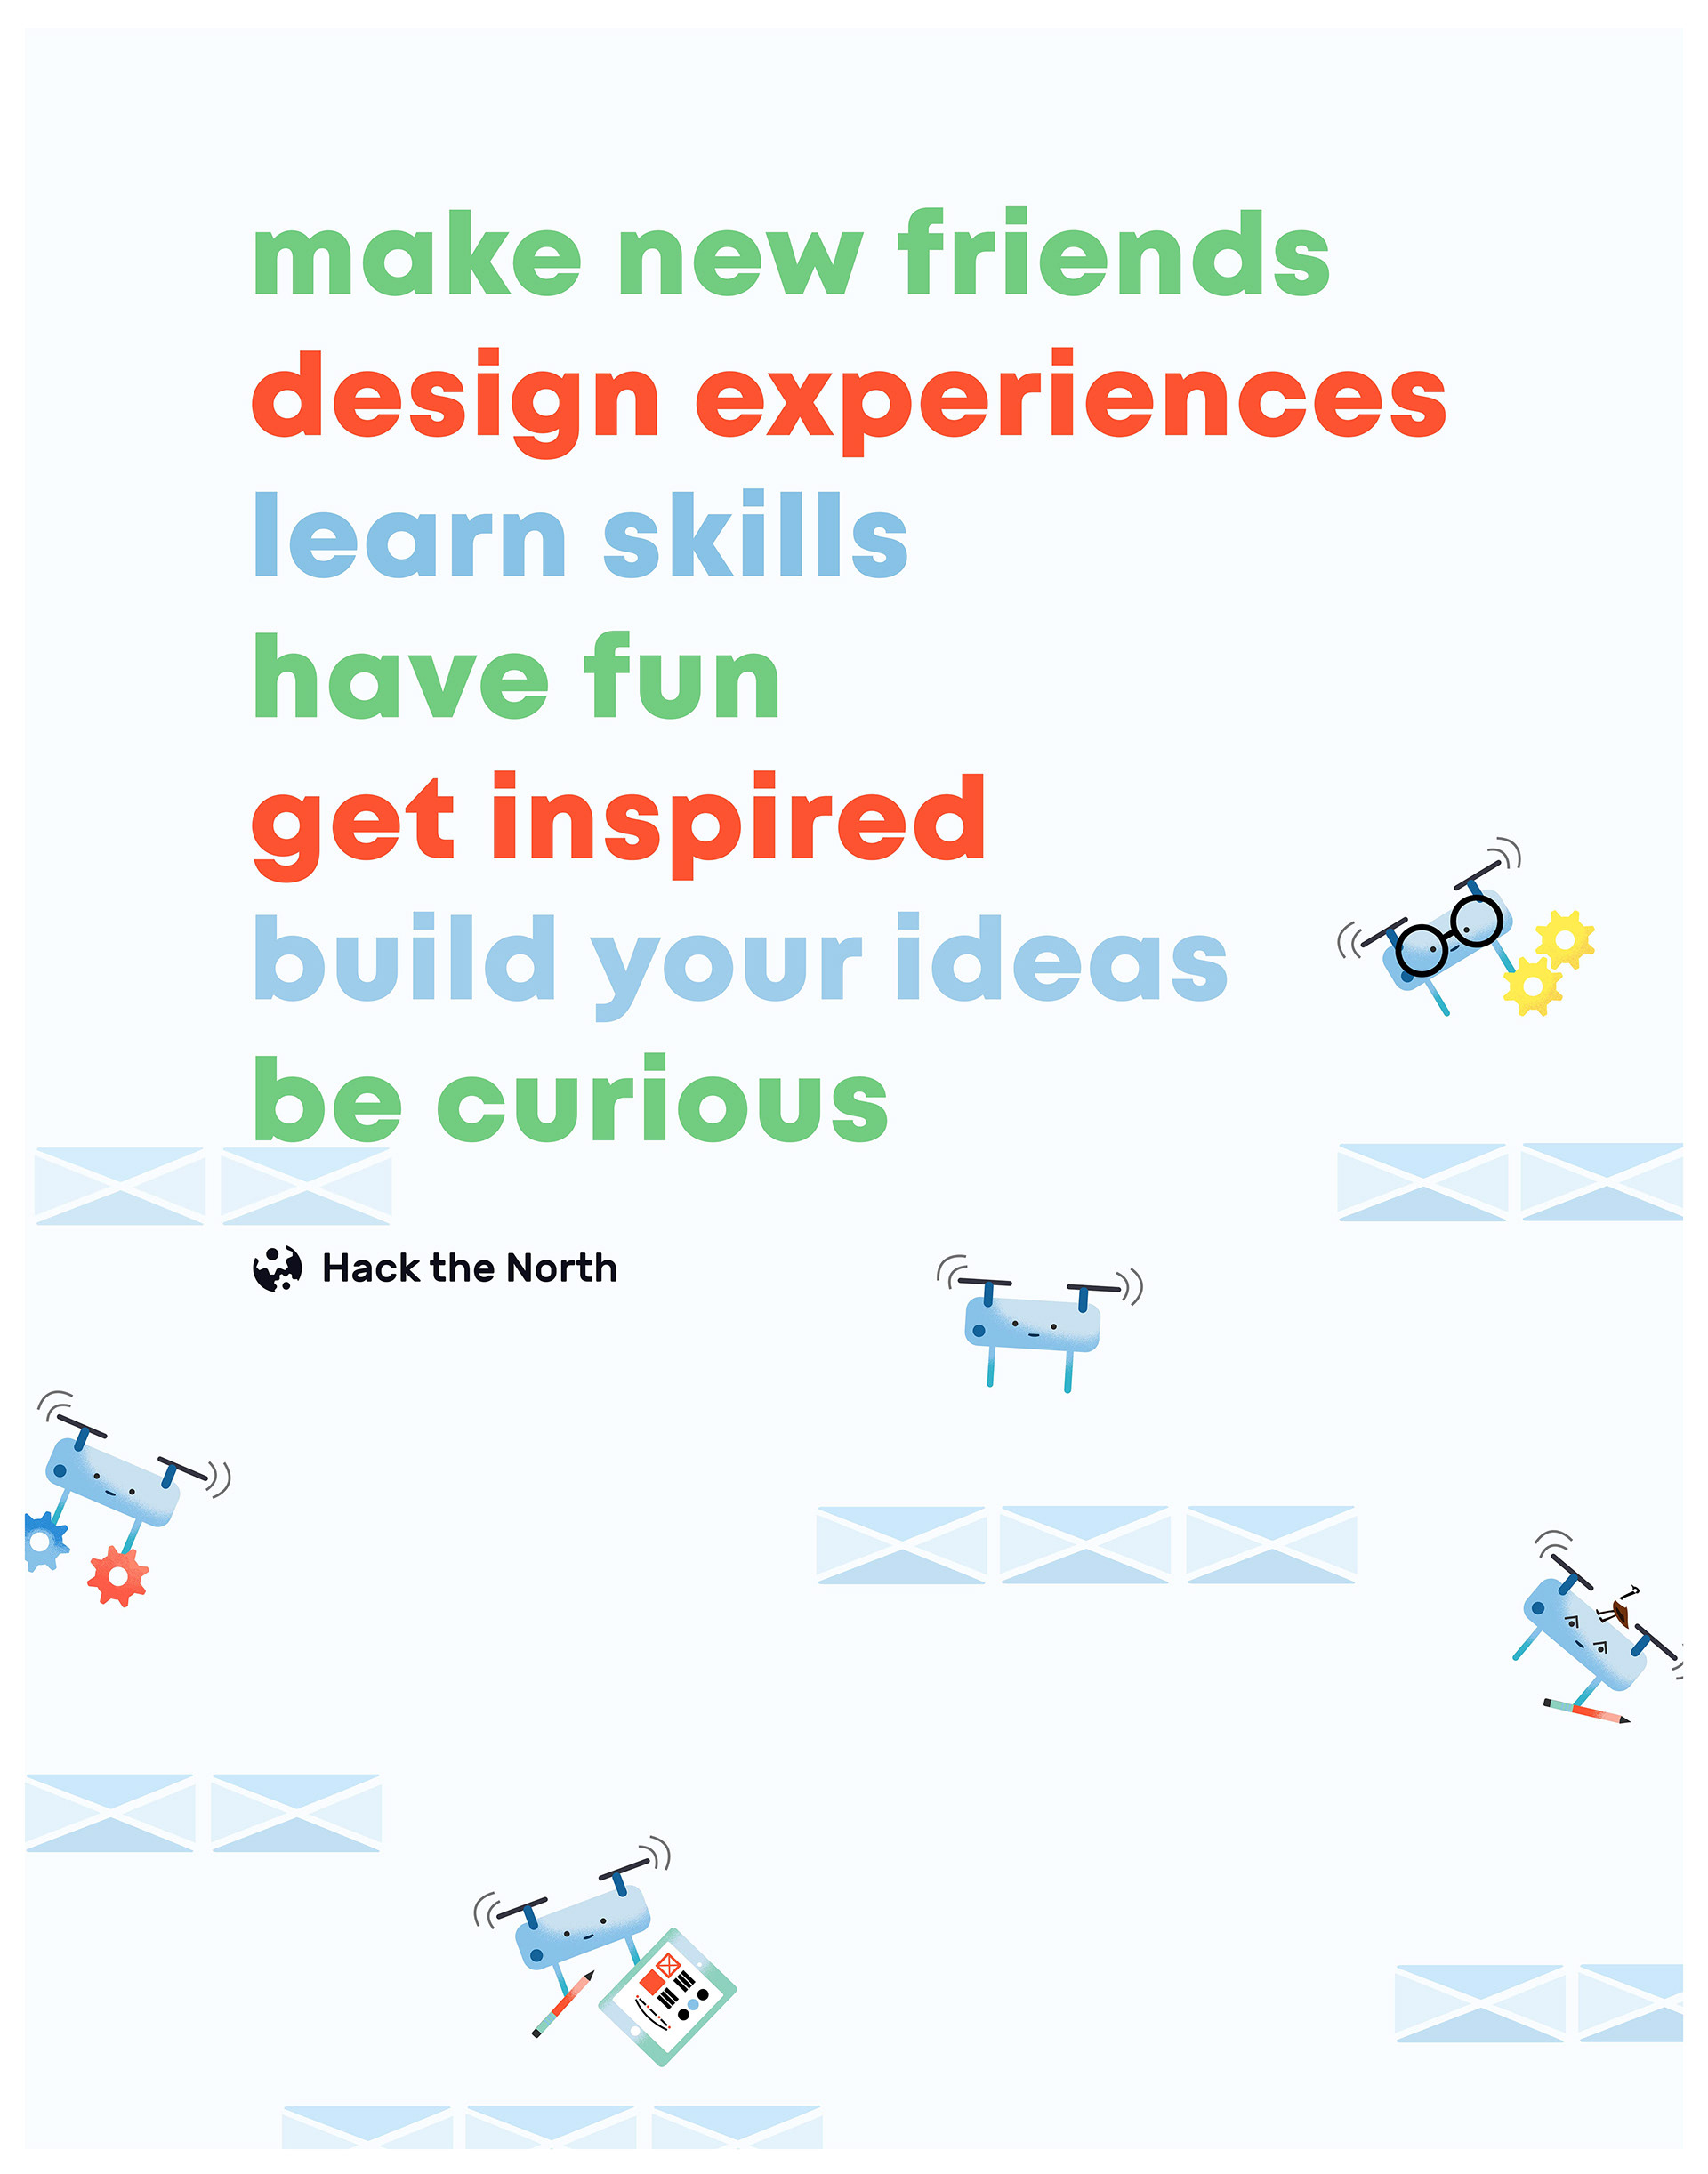 make new friends
design experiences
learn skills
have fun
get inspired
build your ideas
be curious
Hack the North